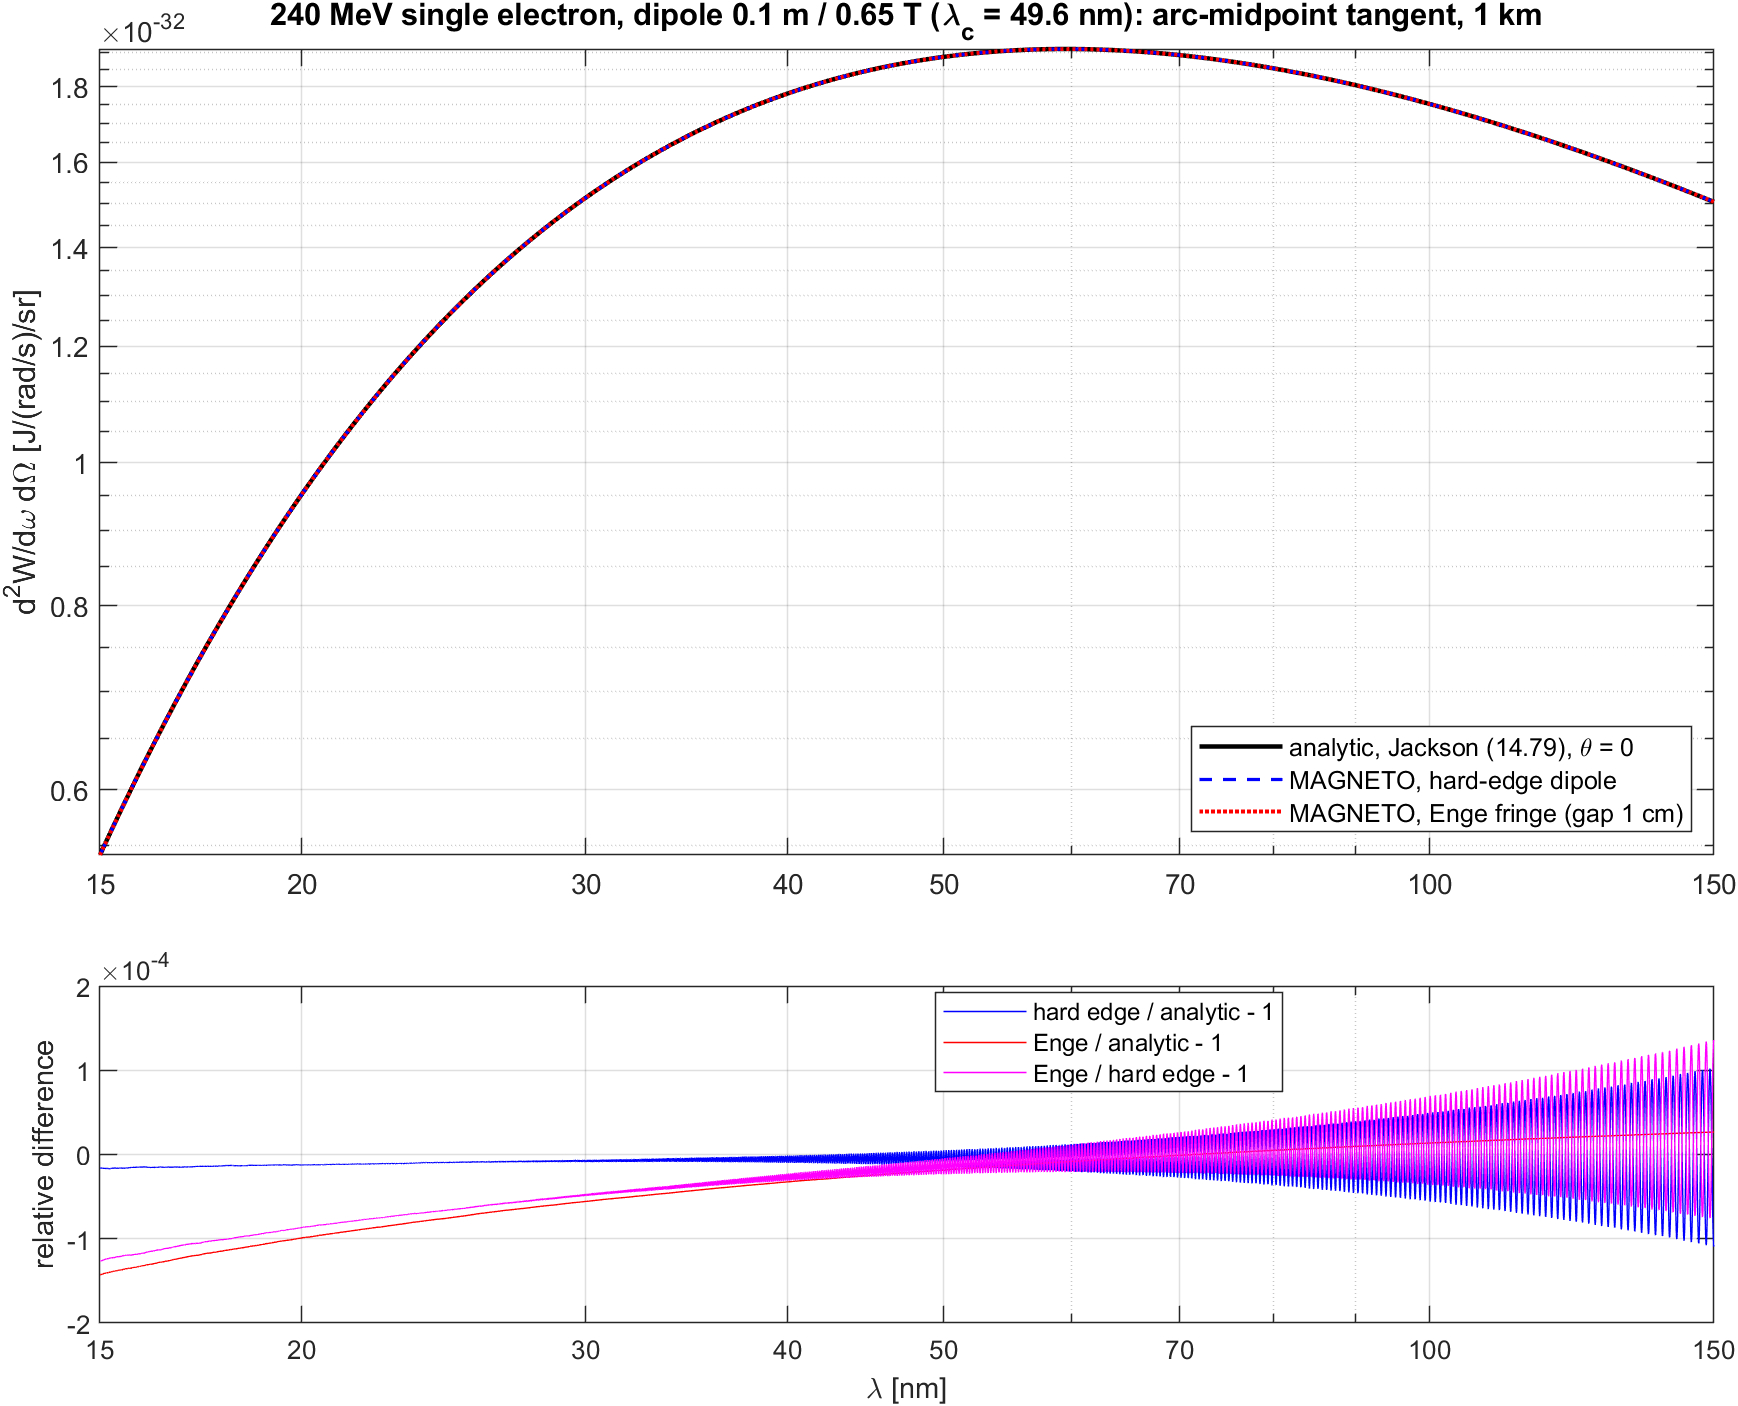 240 MeV single electron, dipole 0.1 m / 0.65 T (λc = 49.6 nm): arc-midpoint tangent, 1 km
×10-32
1.8
1.6
1.4
1.2
1
0.8
0.6
d2W/dω dΩ [J/(rad/s)/sr]
analytic, Jackson (14.79), θ = 0
MAGNETO, hard-edge dipole
MAGNETO, Enge fringe (gap 1 cm)
15 20 30 40 50 70 100 150
×10-4
2
1
0
-1
-2
relative difference
hard edge / analytic - 1
Enge / analytic - 1
Enge / hard edge - 1
15 20 30 40 50 70 100 150
λ [nm]